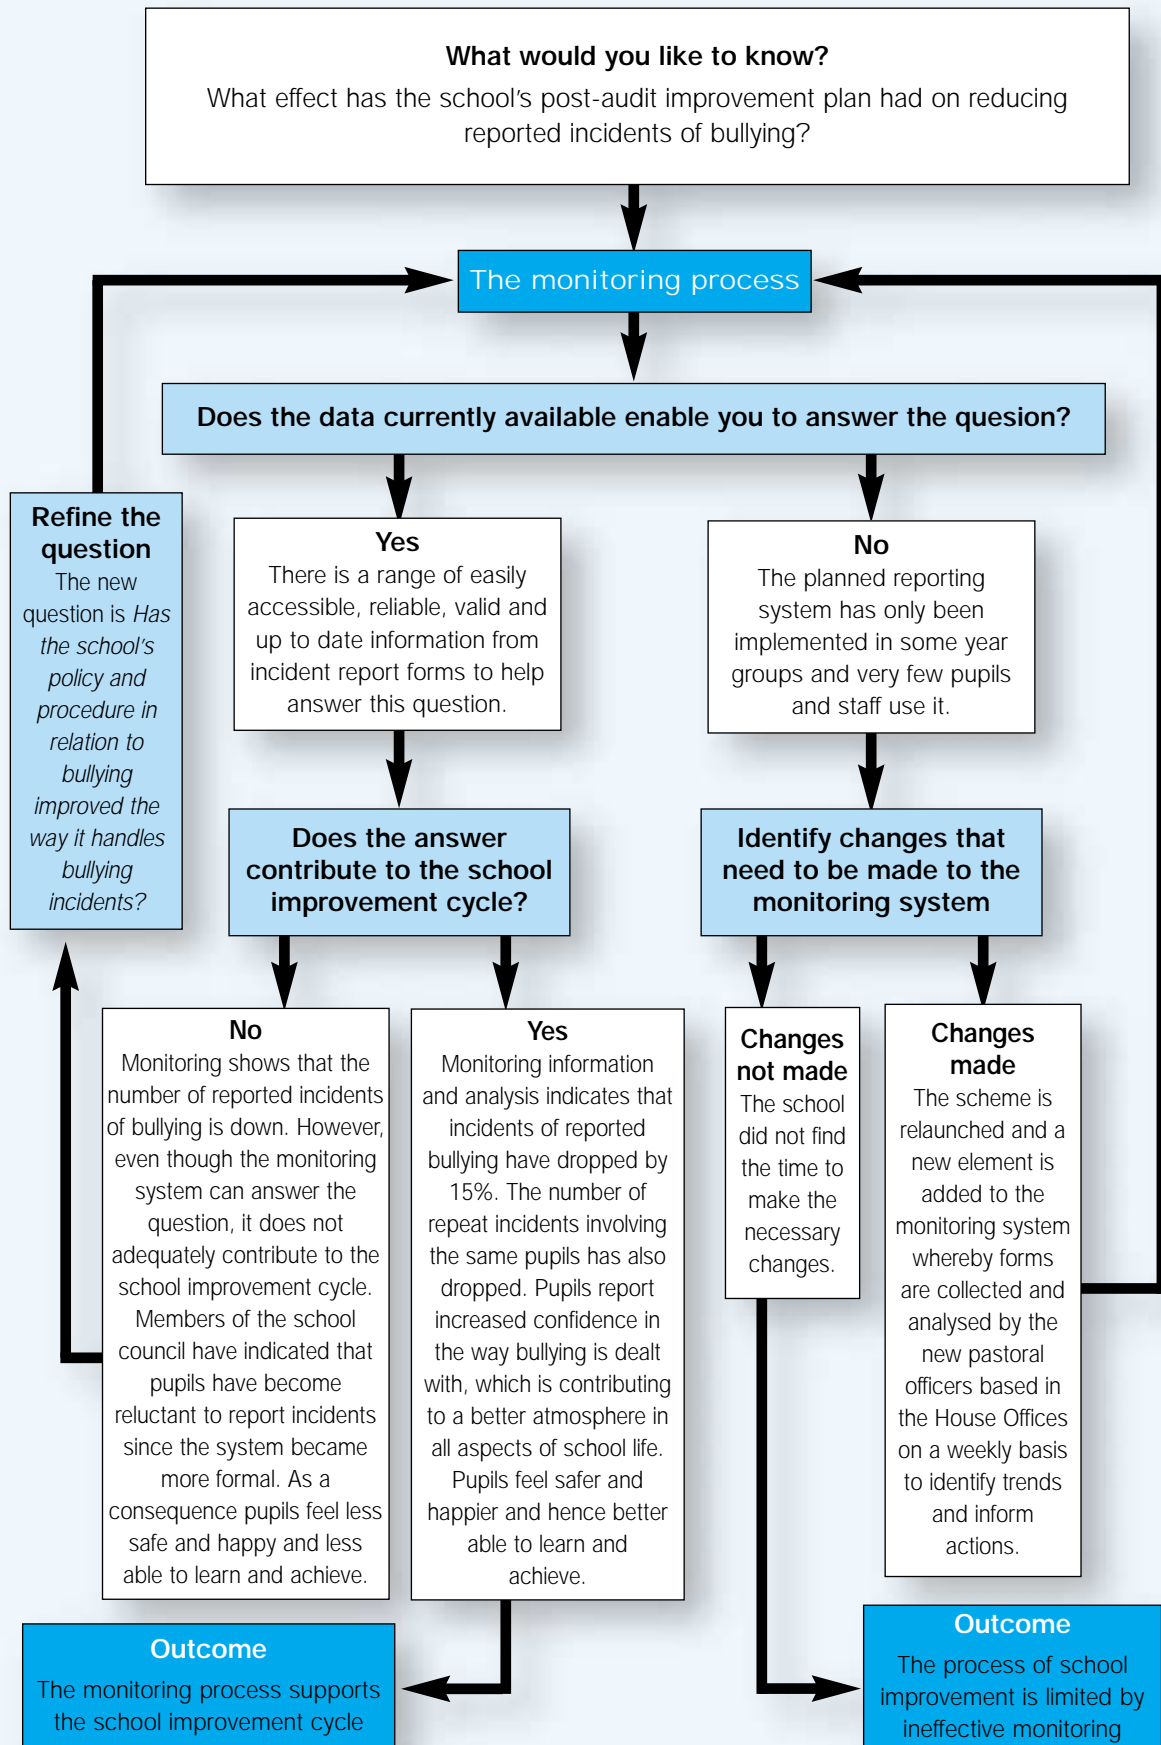 What would you like to know?
What effect has the school's post-audit improvement plan had on reducing
reported incidents of bullying?
The monitoring process
Does the data currently available enable you to answer the quesion?
Refine the
question
The new
question is Has
the school's
policy and
procedure in
relation to
bullying
improved the
way it handles
bullying
incidents?
Yes
There is a range of easily
accessible, reliable, valid and
up to date information from
incident report forms to help
answer this question.
No
The planned reporting
system has only been
implemented in some year
groups and very few pupils
and staff use it.
Does the answer
contribute to the school
improvement cycle?
Identify changes that
need to be made to the
monitoring system
No
Monitoring shows that the
number of reported incidents
of bullying is down. However,
even though the monitoring
system can answer the
question, it does not
adequately contribute to the
school improvement cycle.
Members of the school
council have indicated that
pupils have become
reluctant to report incidents
since the system became
more formal. As a
consequence pupils feel less
safe and happy and less
able to learn and achieve.
Yes
Monitoring information
and analysis indicates that
incidents of reported
bullying have dropped by
15%. The number of
repeat incidents involving
the same pupils has also
dropped. Pupils report
increased confidence in
the way bullying is dealt
with, which is contributing
to a better atmosphere in
all aspects of school life.
Pupils feel safer and
happier and hence better
able to learn and
achieve.
Changes
not made
The school
did not find
the time to
make the
necessary
changes.
Changes
made
The scheme is
relaunched and a
new element is
added to the
monitoring system
whereby forms
are collected and
analysed by the
new pastoral
officers based in
the House Offices
on a weekly basis
to identify trends
and inform
actions.
Outcome
The monitoring process supports
the school improvement cycle
Outcome
The process of school
improvement is limited by
ineffective monitoring